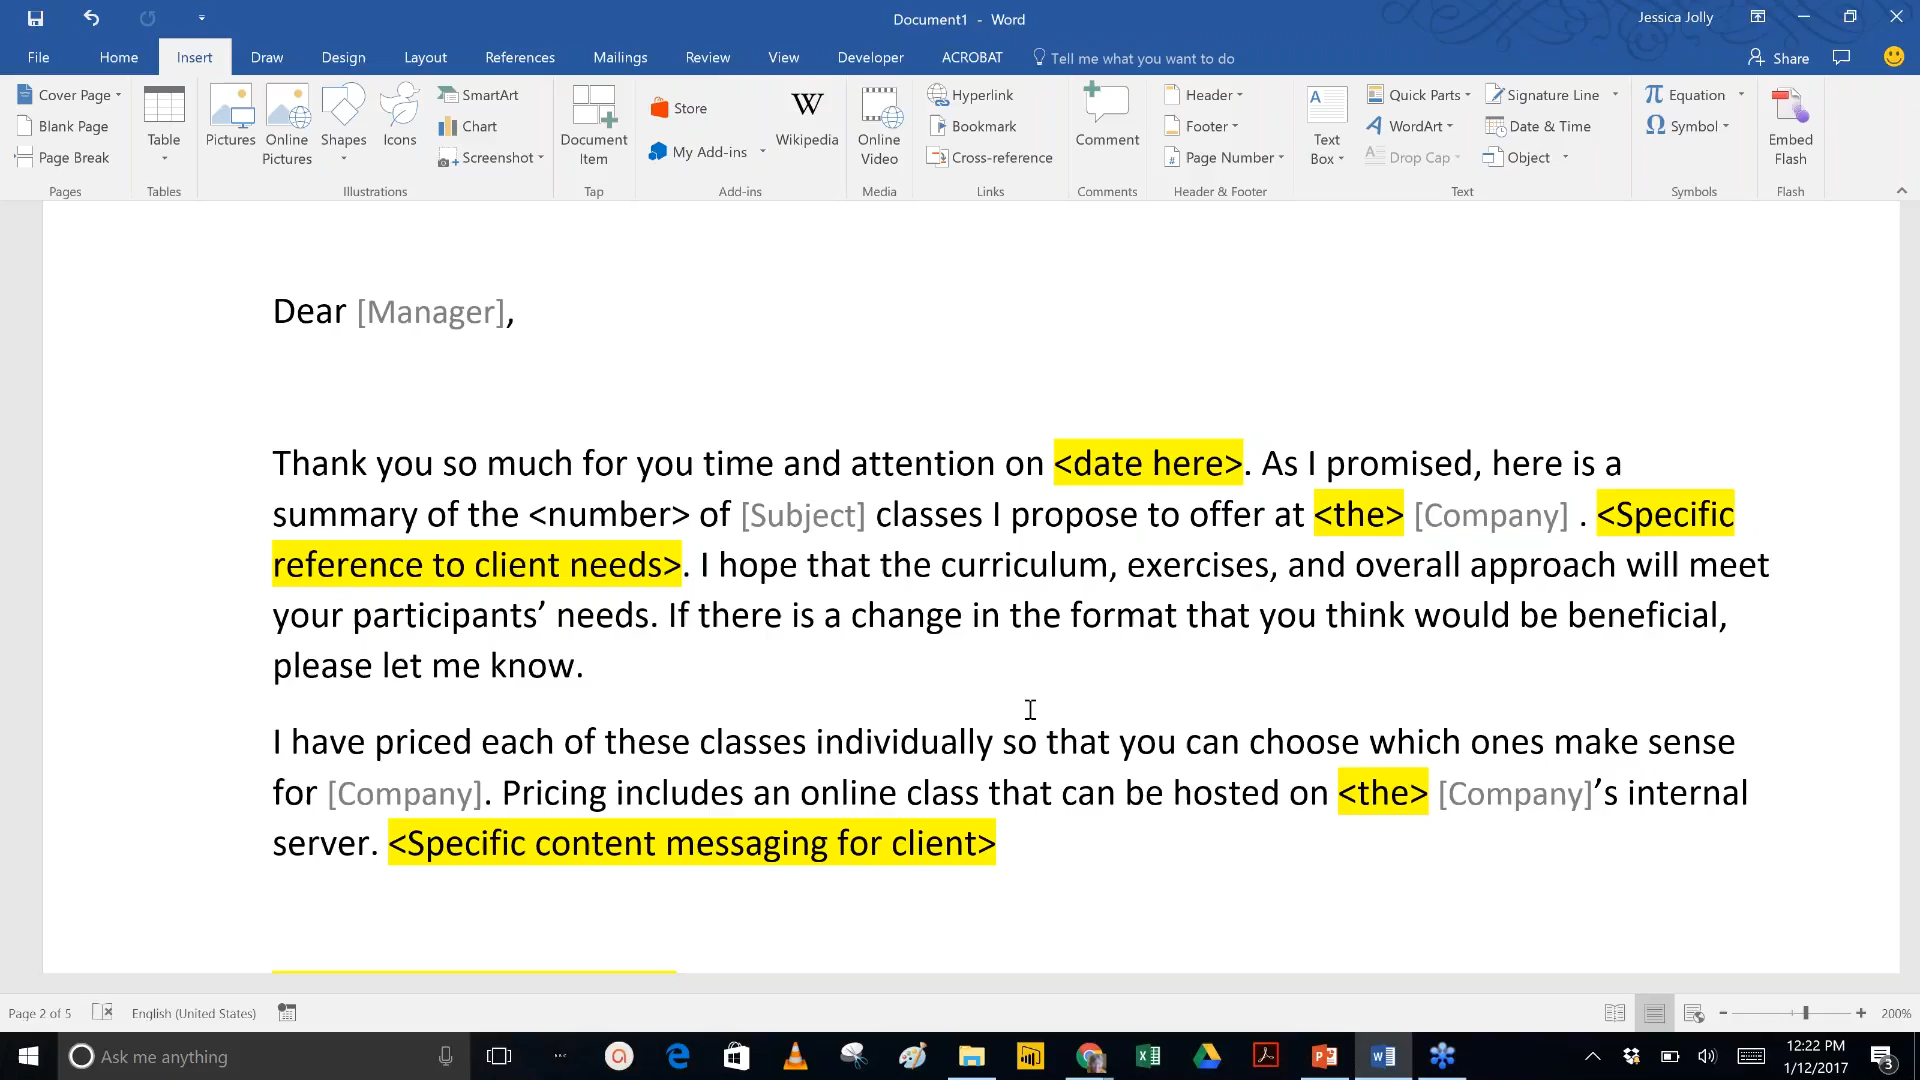 Document1 - Word
Jessica Jolly
File Home Insert Draw Design Layout References Mailings Review View Developer ACROBAT Tell me what you want to do Share
Cover Page
Blank Page
Page Break
Pages
Table
Tables
Pictures
Online Pictures
Shapes
Icons
SmartArt
Chart
Screenshot
Illustrations
Document Item
Tap
Store
My Add-ins
W
Wikipedia
Add-ins
Online Video
Media
Hyperlink
Bookmark
Cross-reference
Links
Comment
Comments
Header
Footer
Page Number
Header & Footer
A
Text Box
Quick Parts
WordArt
Drop Cap
Signature Line
Date & Time
Object
Text
π Equation
Ω Symbol
Symbols
Embed Flash
Flash
Dear [Manager],
Thank you so much for you time and attention on <date here>. As I promised, here is a
summary of the <number> of [Subject] classes I propose to offer at <the> [Company] . <Specific
reference to client needs>. I hope that the curriculum, exercises, and overall approach will meet
your participants’ needs. If there is a change in the format that you think would be beneficial,
please let me know.
I have priced each of these classes individually so that you can choose which ones make sense
for [Company]. Pricing includes an online class that can be hosted on <the> [Company]’s internal
server. <Specific content messaging for client>
Page 2 of 5 English (United States) 200%
Ask me anything
12:22 PM
1/12/2017
3